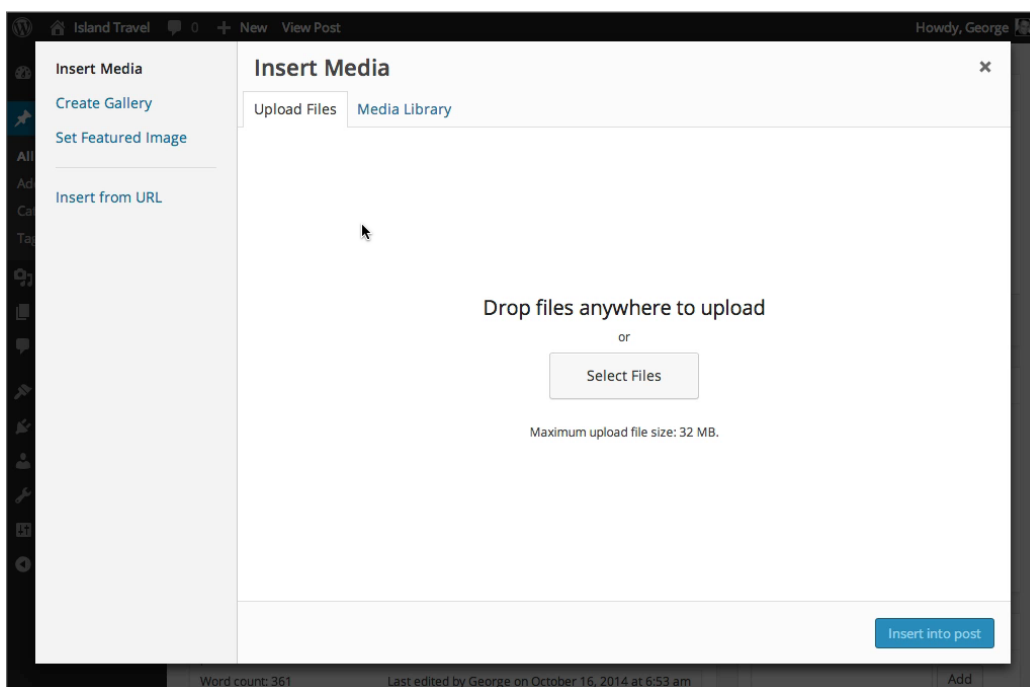 Island Travel 0 New View Post Howdy, George
Insert Media
Create Gallery
Set Featured Image
Insert from URL
Insert Media ×
Upload Files Media Library
Drop files anywhere to upload
or
Select Files
Maximum upload file size: 32 MB.
Insert into post
All
Word count: 361 Last edited by George on October 16, 2014 at 6:53 am Add